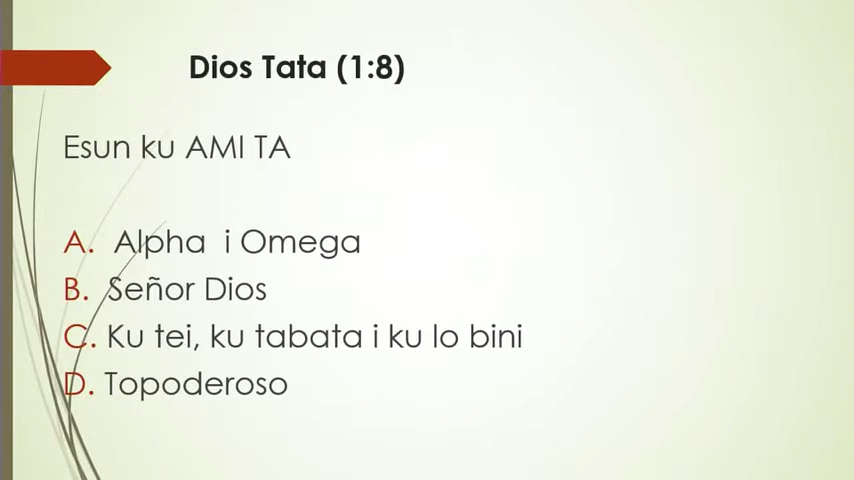 Dios Tata (1:8)
Esun ku AMI TA
A. Alpha i Omega
B. Señor Dios
C. Ku tei, ku tabata i ku lo bini
D. Topoderoso